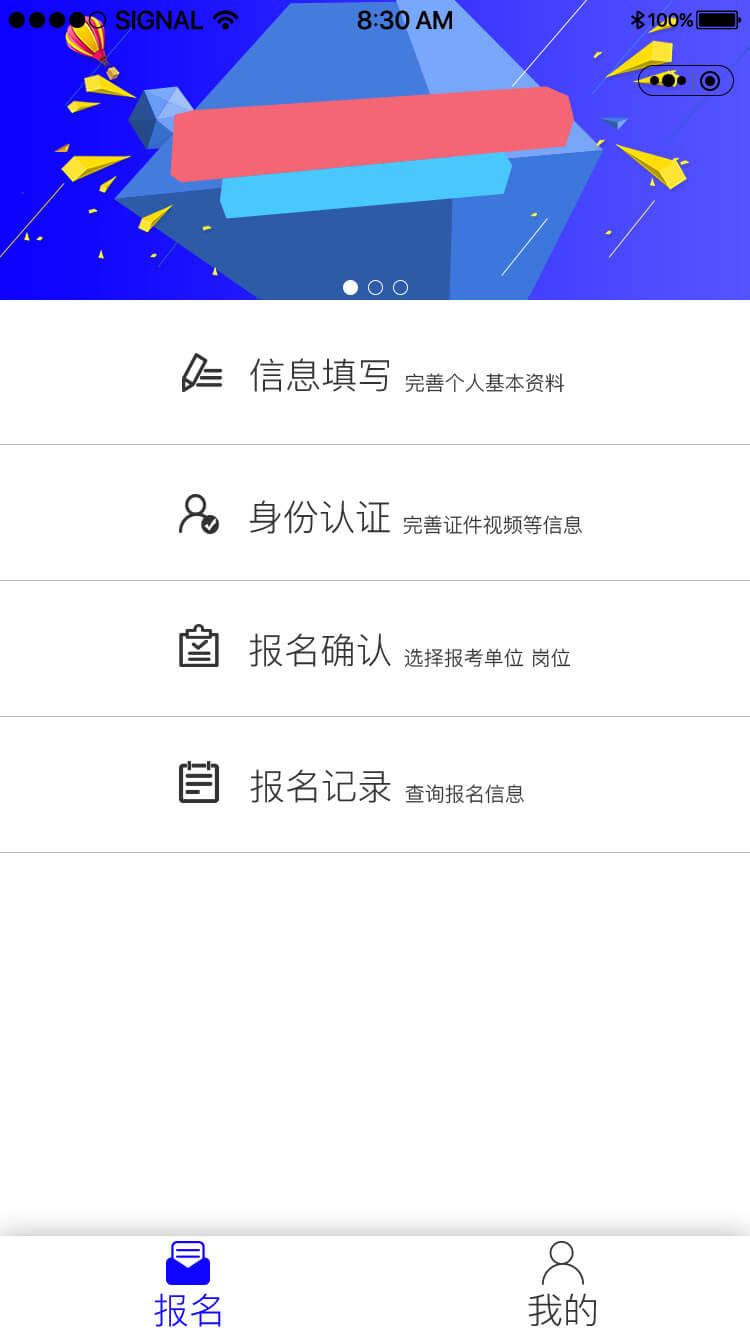 SIGNAL 8:30 AM 100%
信息填写 完善个人基本资料
身份认证 完善证件视频等信息
报名确认 选择报考单位 岗位
报名记录 查询报名信息
报名 我的